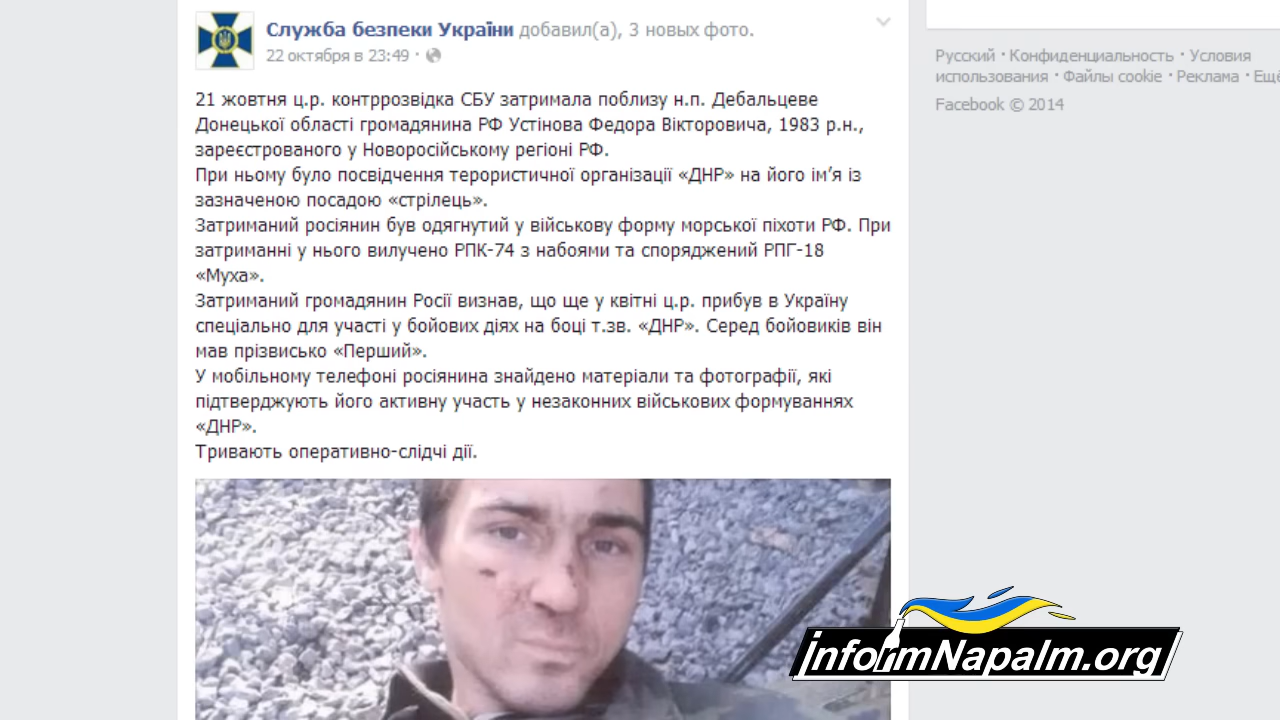 Служба безпеки України добавил(а), 3 новых фото.
22 октября в 23:49 ·
21 жовтня ц.р. контррозвідка СБУ затримала поблизу н.п. Дебальцеве
Донецької області громадянина РФ Устінова Федора Вікторовича, 1983 р.н.,
зареєстрованого у Новоросійському регіоні РФ.
При ньому було посвідчення терористичної організації «ДНР» на його ім’я із
зазначеною посадою «стрілець».
Затриманий росіянин був одягнутий у військову форму морської піхоти РФ. При
затриманні у нього вилучено РПК-74 з набоями та споряджений РПГ-18
«Муха».
Затриманий громадянин Росії визнав, що ще у квітні ц.р. прибув в Україну
спеціально для участі у бойових діях на боці т.зв. «ДНР». Серед бойовиків він
мав прізвисько «Перший».
У мобільному телефоні росіянина знайдено матеріали та фотографії, які
підтверджують його активну участь у незаконних військових формуваннях
«ДНР».
Тривають оперативно-слідчі дії.
Русский · Конфиденциальность · Условия
использования · Файлы cookie · Реклама · Ещё
Facebook © 2014
informNapalm.org